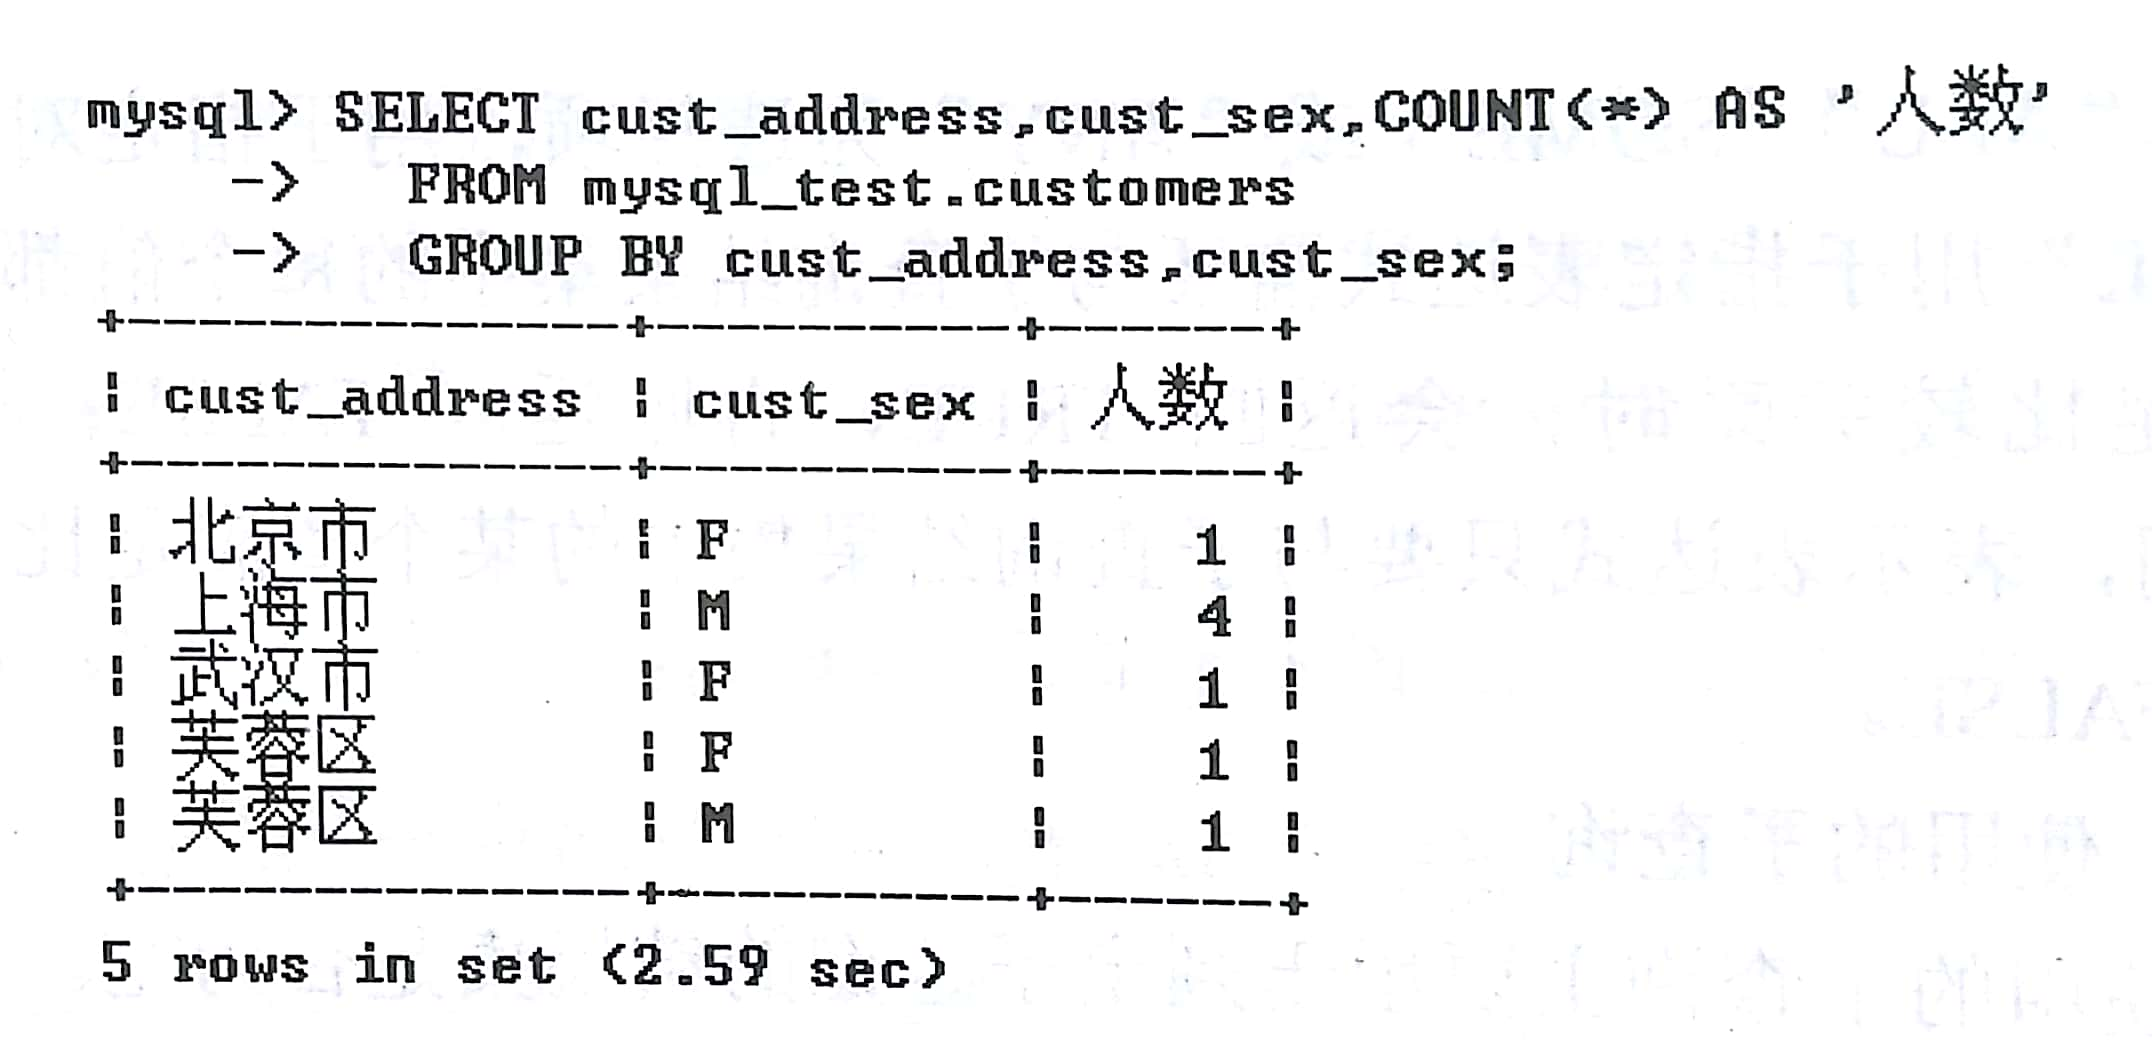 mysql> SELECT cust_address,cust_sex,COUNT(*) AS '人数'
-> FROM mysql_test.customers
-> GROUP BY cust_address,cust_sex;
+--------------+----------+------+
| cust_address | cust_sex | 人数 |
+--------------+----------+------+
| 北京市 | F | 1 |
| 上海市 | M | 4 |
| 武汉市 | F | 1 |
| 芙蓉区 | F | 1 |
| 芙蓉区 | M | 1 |
+--------------+----------+------+
5 rows in set (2.59 sec)